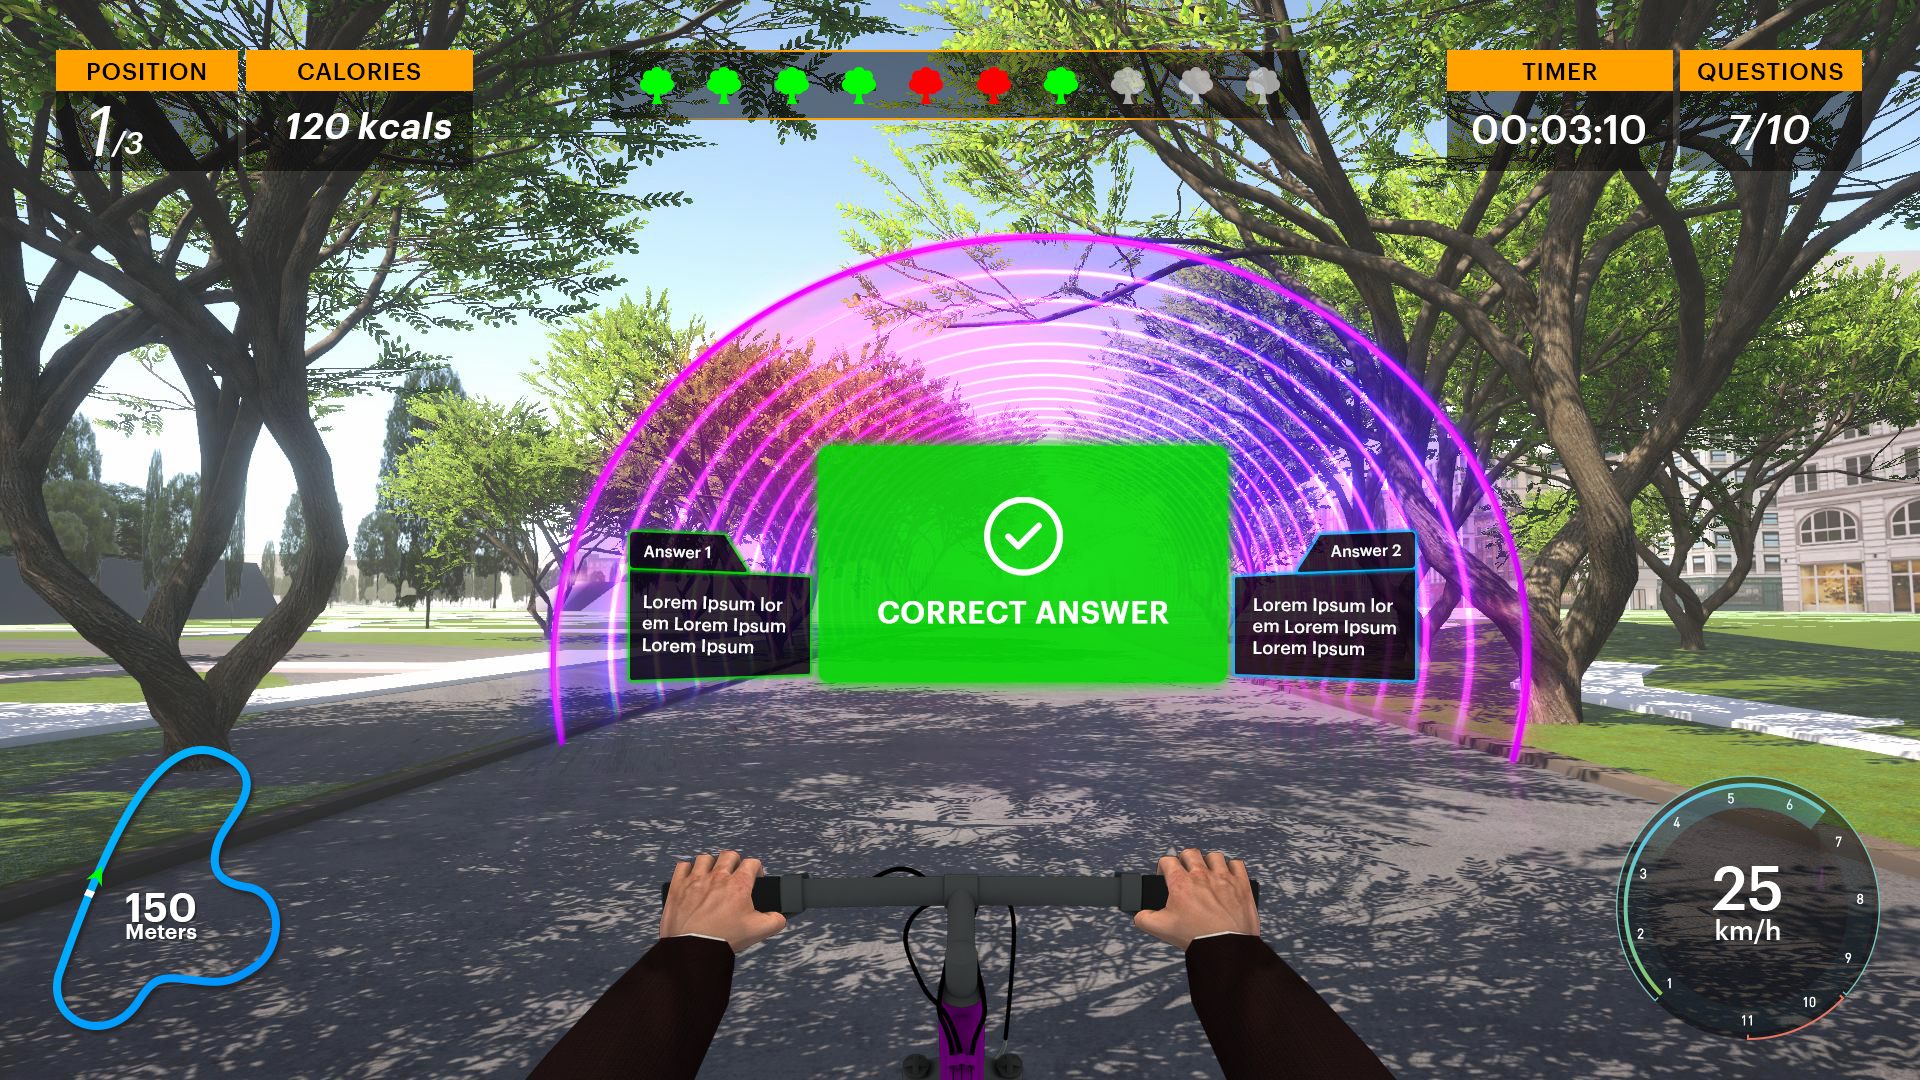 POSITION
CALORIES
1/3
120 kcals
TIMER
QUESTIONS
00:03:10
7/10
Answer 1
Lorem Ipsum lor
em Lorem Ipsum
Lorem Ipsum
CORRECT ANSWER
Answer 2
Lorem Ipsum lor
em Lorem Ipsum
Lorem Ipsum
150
Meters
1
2
3
4
5
6
7
8
9
10
11
25
km/h